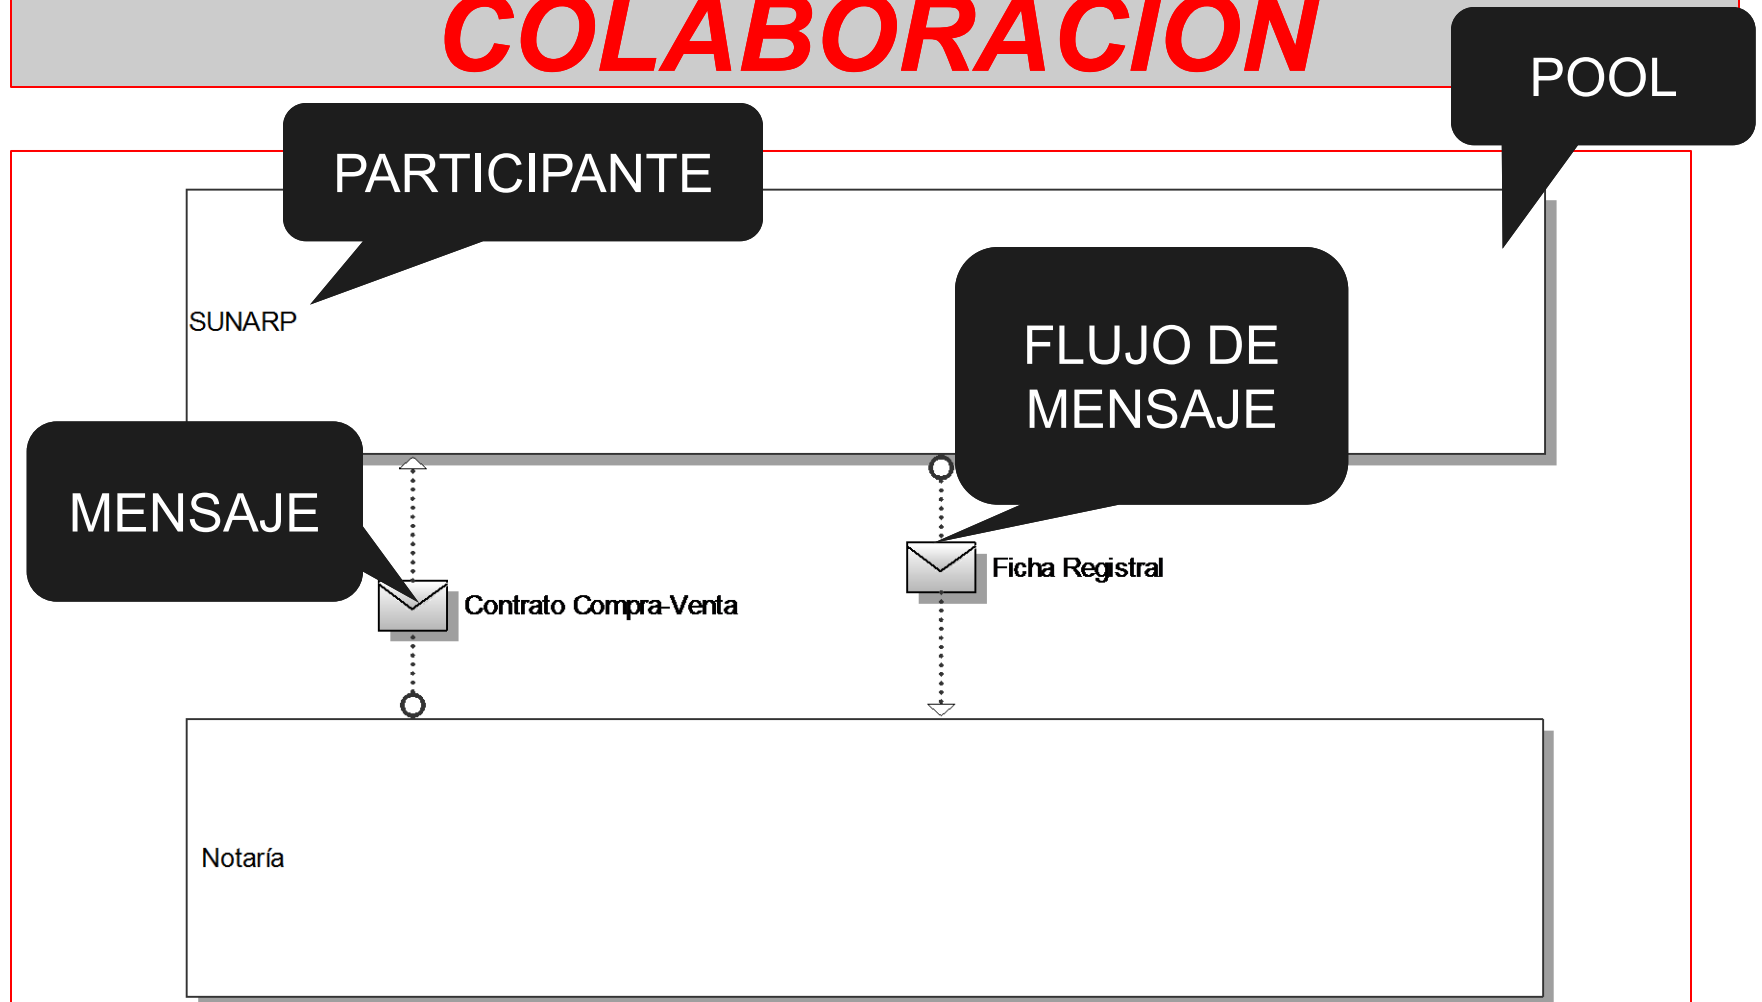 COLABORACIÓN
POOL
PARTICIPANTE
SUNARP
FLUJO DE
MENSAJE
MENSAJE
Ficha Registral
Contrato Compra-Venta
Notaría